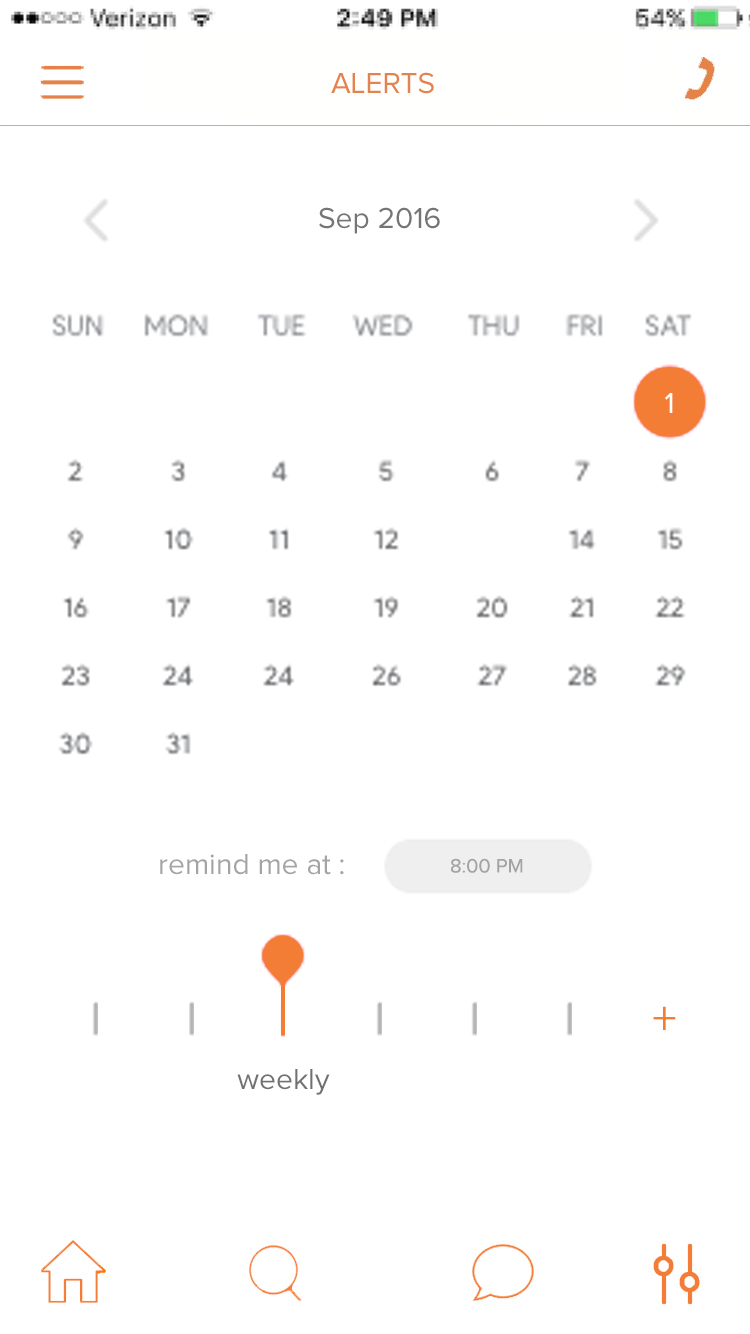 Verizon 2:49 PM 54%
ALERTS
Sep 2016
SUN MON TUE WED THU FRI SAT
1
2 3 4 5 6 7 8
9 10 11 12 14 15
16 17 18 19 20 21 22
23 24 24 26 27 28 29
30 31
remind me at : 8:00 PM
+
weekly